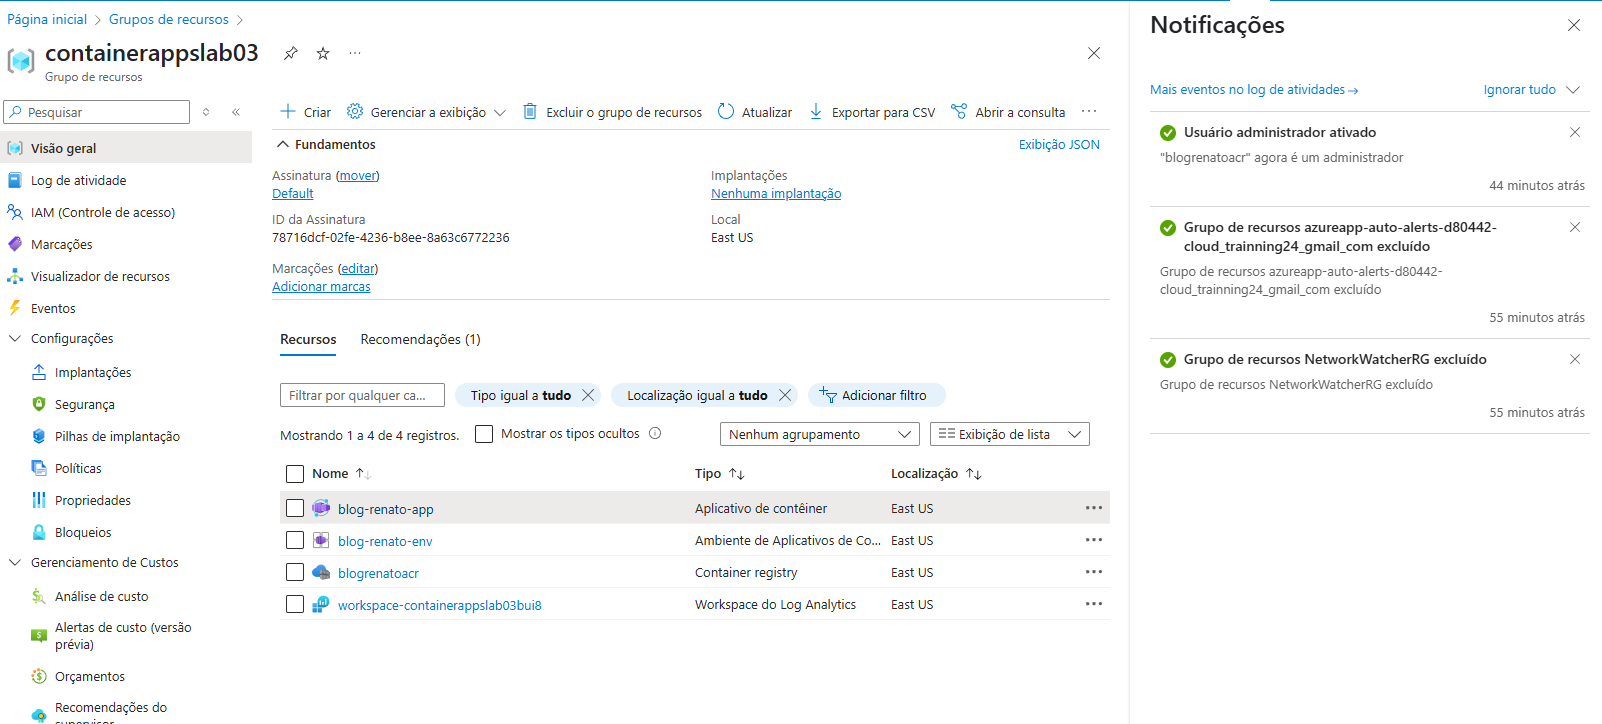 Página inicial > Grupos de recursos >
containerappslab03
Grupo de recursos
Pesquisar
Visão geral
Log de atividade
IAM (Controle de acesso)
Marcações
Visualizador de recursos
Eventos
Configurações
Implantações
Segurança
Pilhas de implantação
Políticas
Propriedades
Bloqueios
Gerenciamento de Custos
Análise de custo
Alertas de custo (versão
prévia)
Orçamentos
Recomendações do
supervisor
Criar Gerenciar a exibição Excluir o grupo de recursos Atualizar Exportar para CSV Abrir a consulta
Fundamentos Exibição JSON
Assinatura (mover)
Default
ID da Assinatura
78716dcf-02fe-4236-b8ee-8a63c6772236
Marcações (editar)
Adicionar marcas
Implantações
Nenhuma implantação
Local
East US
Recursos Recomendações (1)
Filtrar por qualquer ca... Tipo igual a tudo Localização igual a tudo Adicionar filtro
Mostrando 1 a 4 de 4 registros. Mostrar os tipos ocultos Nenhum agrupamento Exibição de lista
Nome Tipo Localização
blog-renato-app Aplicativo de contêiner East US
blog-renato-env Ambiente de Aplicativos de Co... East US
blogrenatoacr Container registry East US
workspace-containerappslab03bui8 Workspace do Log Analytics East US
Notificações
Mais eventos no log de atividades → Ignorar tudo
Usuário administrador ativado
"blogrenatoacr" agora é um administrador
44 minutos atrás
Grupo de recursos azureapp-auto-alerts-d80442-
cloud_trainning24_gmail_com excluído
Grupo de recursos azureapp-auto-alerts-d80442-
cloud_trainning24_gmail_com excluído
55 minutos atrás
Grupo de recursos NetworkWatcherRG excluído
Grupo de recursos NetworkWatcherRG excluído
55 minutos atrás